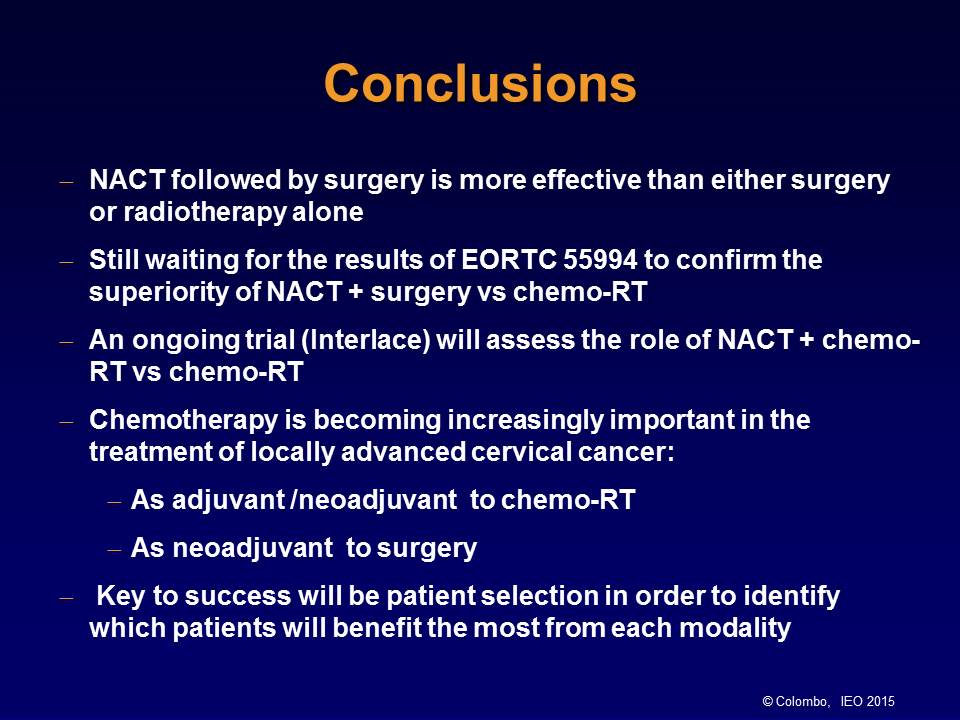 Conclusions
– NACT followed by surgery is more effective than either surgery
or radiotherapy alone
– Still waiting for the results of EORTC 55994 to confirm the
superiority of NACT + surgery vs chemo-RT
– An ongoing trial (Interlace) will assess the role of NACT + chemo-
RT vs chemo-RT
– Chemotherapy is becoming increasingly important in the
treatment of locally advanced cervical cancer:
– As adjuvant /neoadjuvant  to chemo-RT
– As neoadjuvant  to surgery
–  Key to success will be patient selection in order to identify
which patients will benefit the most from each modality
© Colombo,   IEO 2015